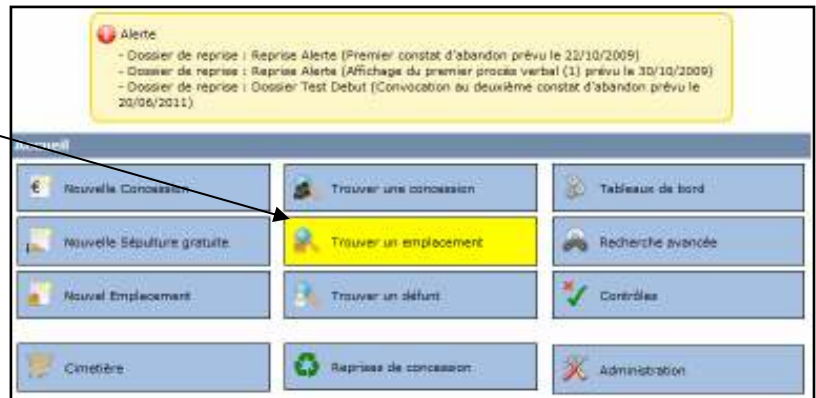 Alerte
- Dossier de reprise : Reprise Alerte (Premier constat d'abandon prévu le 22/10/2009)
- Dossier de reprise : Reprise Alerte (Affichage du premier procès verbal (1) prévu le 30/10/2009)
- Dossier de reprise : Dossier Test Debut (Convocation au deuxième constat d'abandon prévu le
20/06/2011)
Accueil
Nouvelle Concession
Trouver une concession
Tableaux de bord
Nouvelle Sépulture gratuite
Trouver un emplacement
Recherche avancée
Nouvel Emplacement
Trouver un défunt
Contrôles
Cimetière
Reprises de concession
Administration